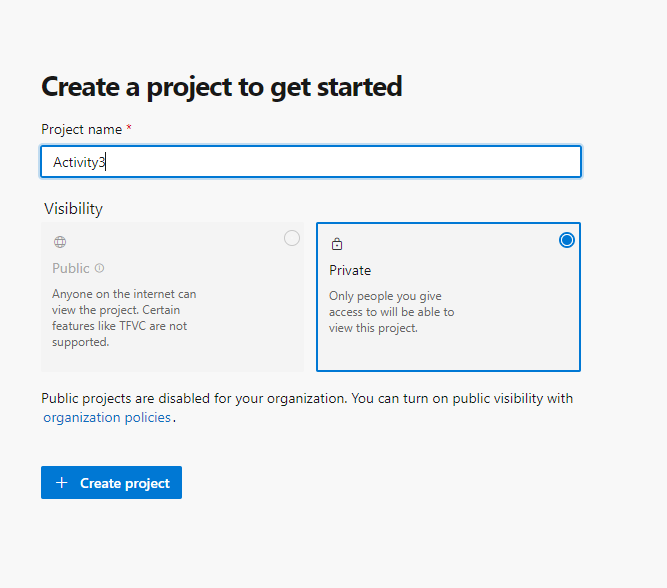 Create a project to get started
Project name *
Activity3
Visibility
Public
Anyone on the internet can
view the project. Certain
features like TFVC are not
supported.
Private
Only people you give
access to will be able to
view this project.
Public projects are disabled for your organization. You can turn on public visibility with
organization policies.
+ Create project